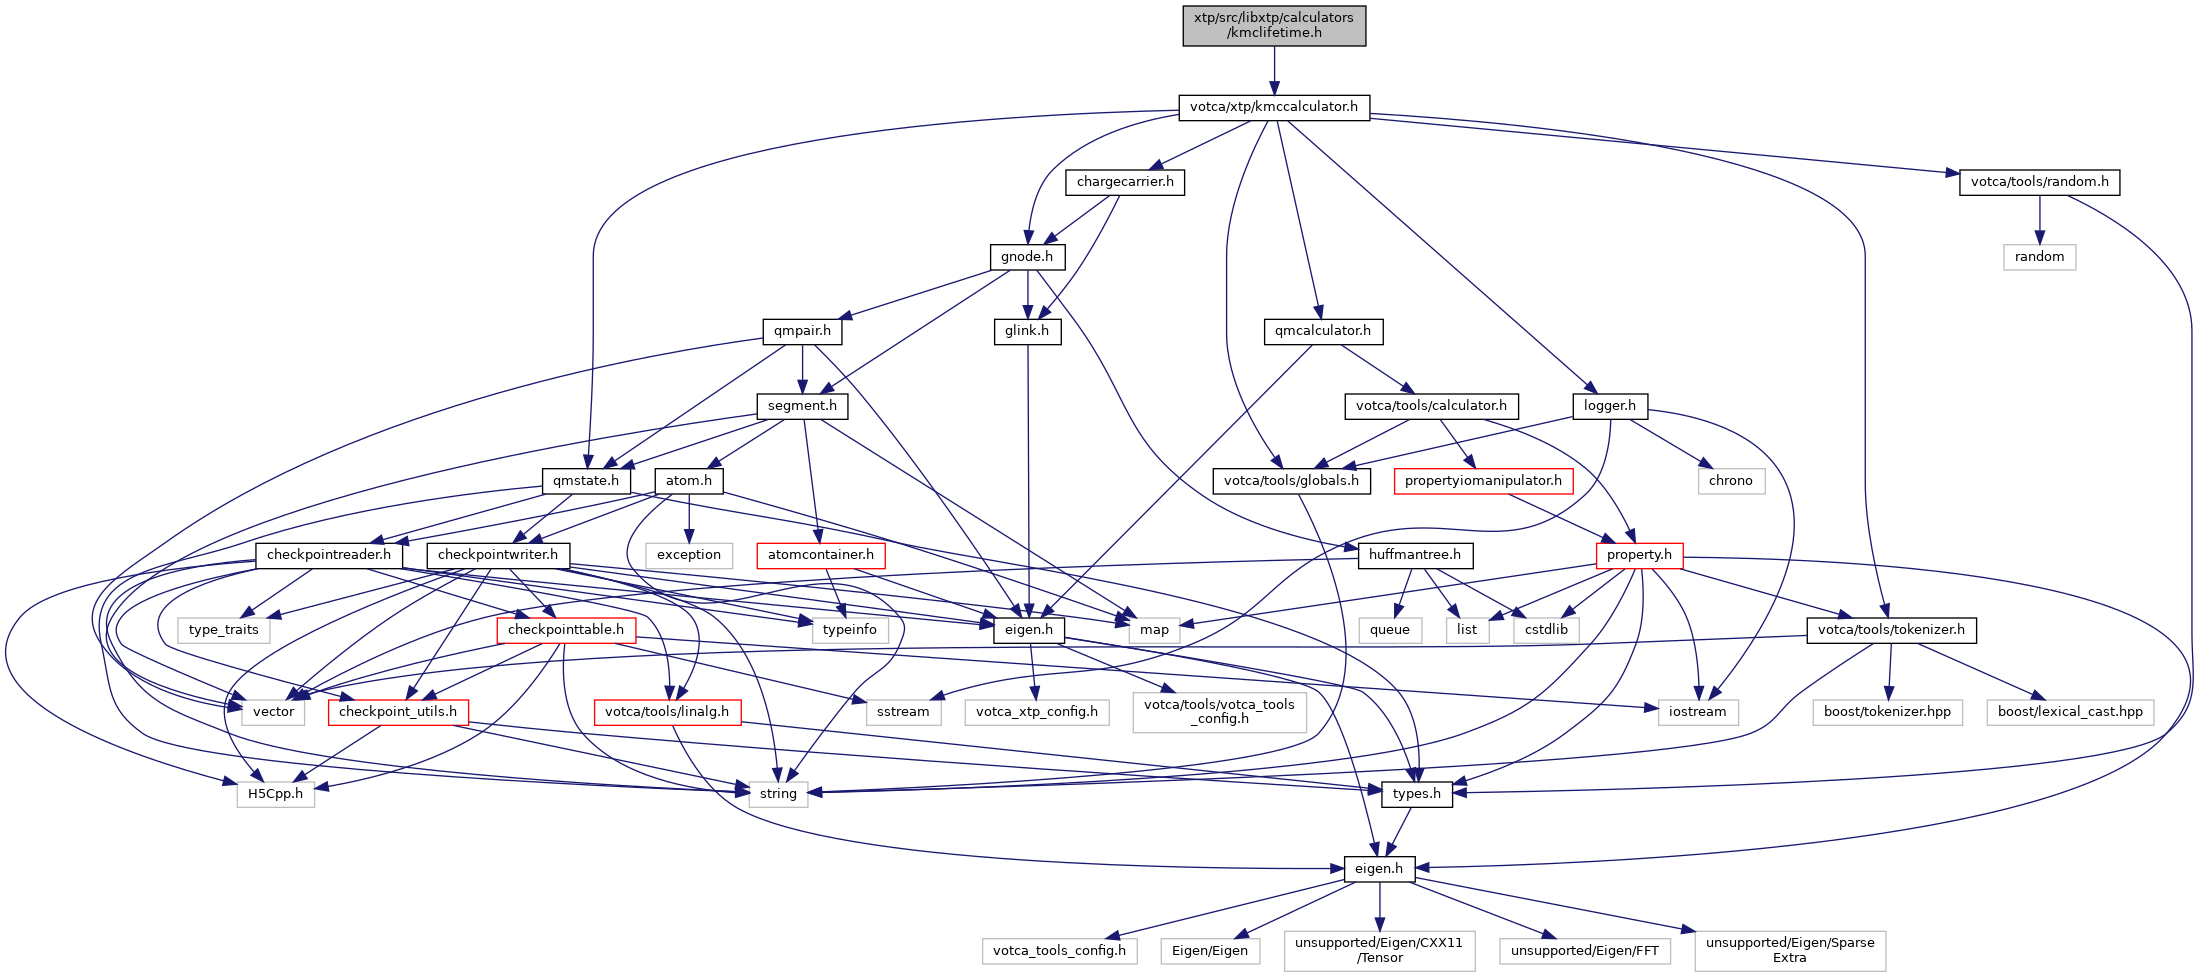 xtp/src/libxtp/calculators
/kmclifetime.h
votca/xtp/kmccalculator.h
chargecarrier.h
votca/tools/random.h
gnode.h
random
qmpair.h
glink.h
qmcalculator.h
segment.h
votca/tools/calculator.h
logger.h
qmstate.h
atom.h
votca/tools/globals.h
propertyiomanipulator.h
chrono
checkpointreader.h
checkpointwriter.h
exception
atomcontainer.h
huffmantree.h
property.h
type_traits
checkpointtable.h
typeinfo
eigen.h
map
queue
list
cstdlib
votca/tools/tokenizer.h
vector
checkpoint_utils.h
votca/tools/linalg.h
sstream
votca_xtp_config.h
votca/tools/votca_tools
_config.h
iostream
boost/tokenizer.hpp
boost/lexical_cast.hpp
H5Cpp.h
string
types.h
eigen.h
votca_tools_config.h
Eigen/Eigen
unsupported/Eigen/CXX11
/Tensor
unsupported/Eigen/FFT
unsupported/Eigen/Sparse
Extra